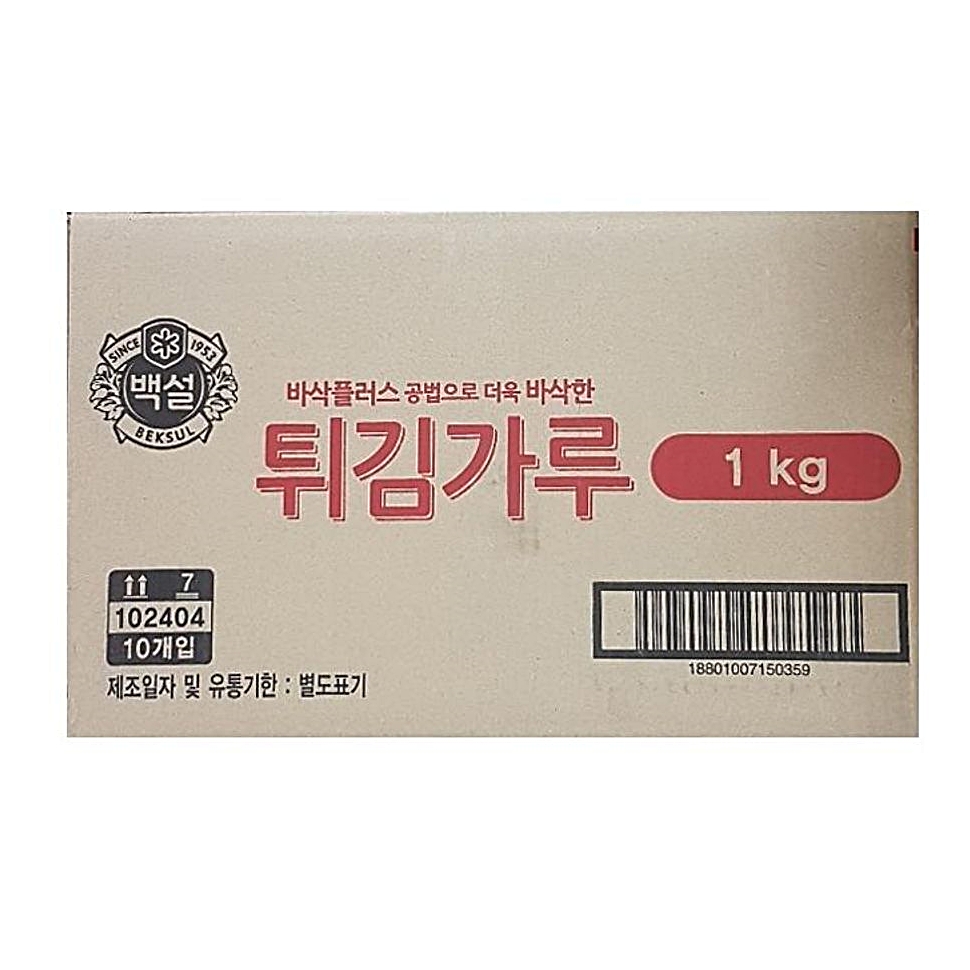 SINCE 1953
백설
BEKSUL
바삭플러스 공법으로 더욱 바삭한
튀김가루
1 kg
7
102404
10개입
제조일자 및 유통기한 : 별도표기
18801007150359